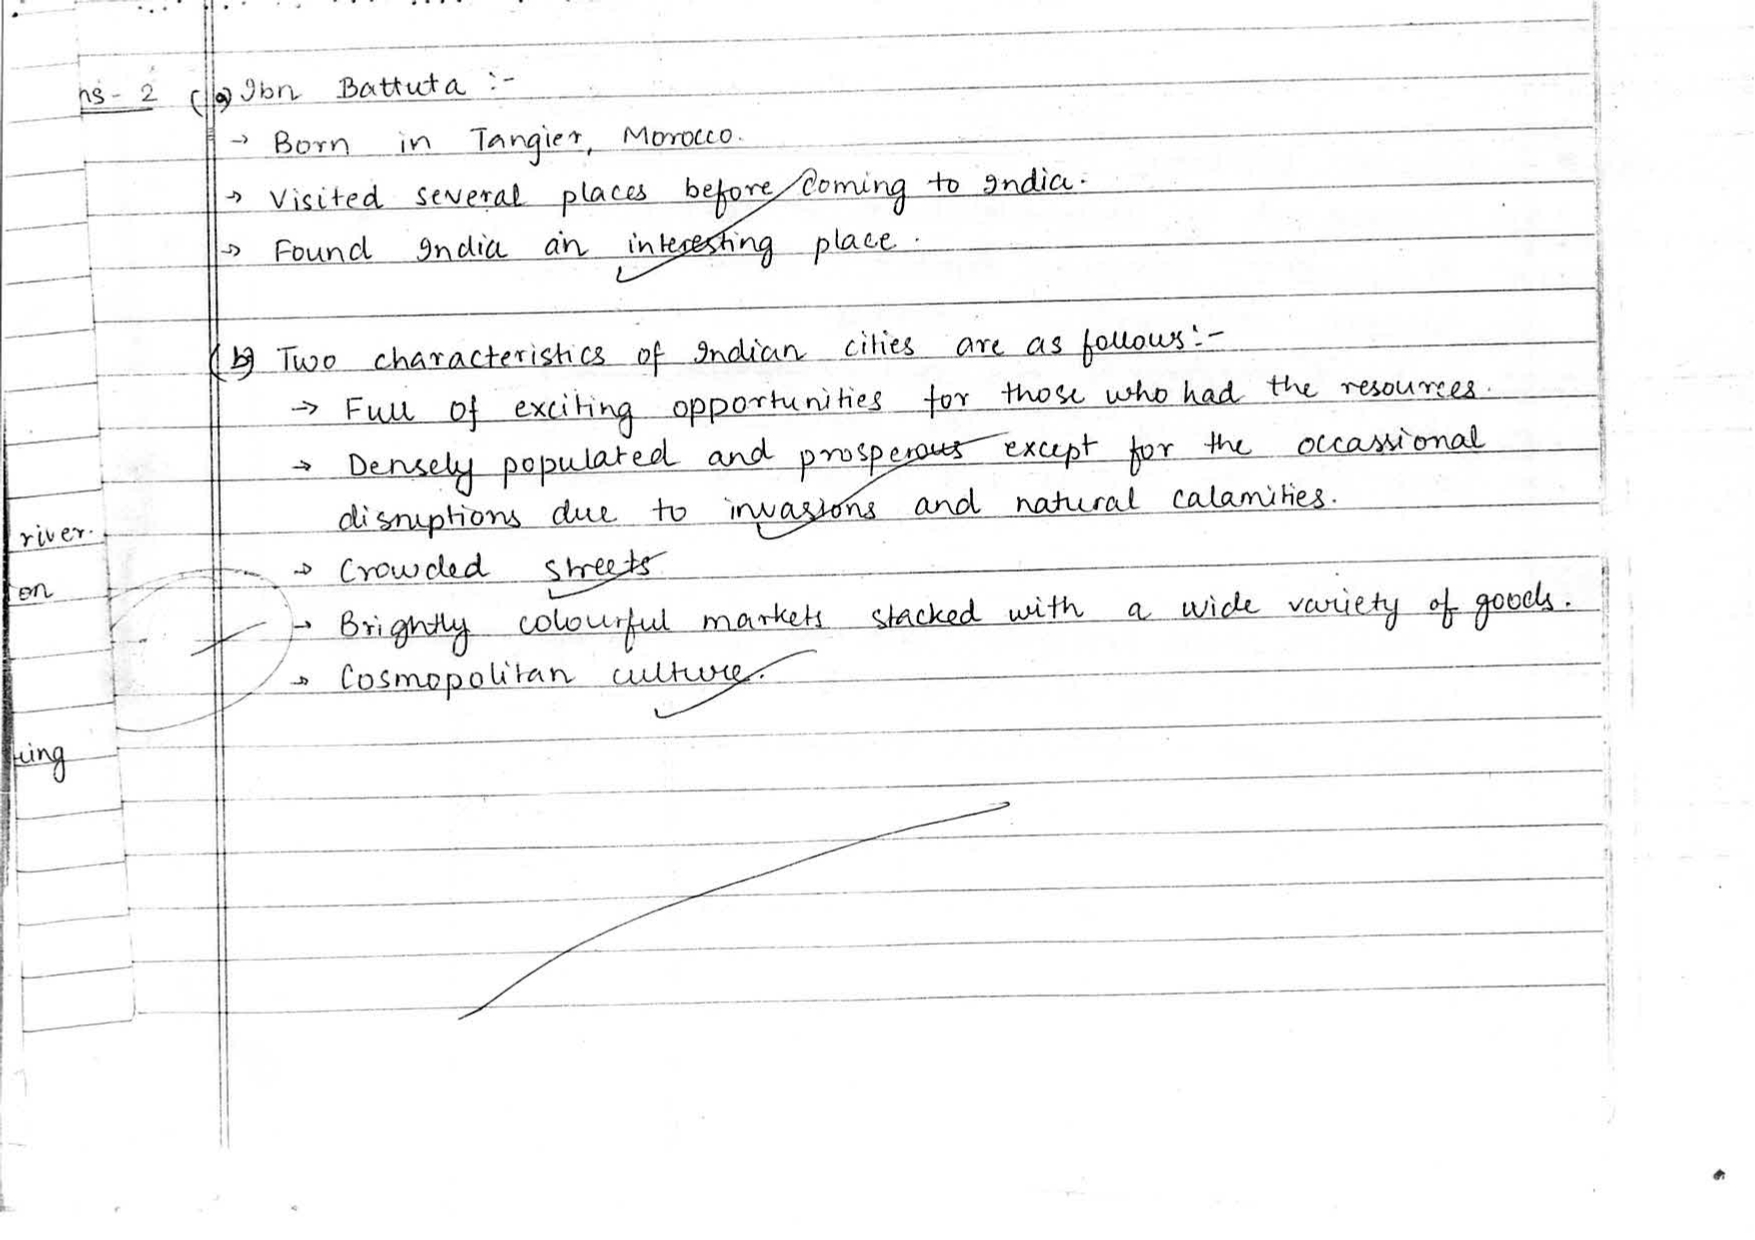 ns - 2 (a) Ibn Battuta :-
→ Born in Tangier, Morocco.
→ Visited several places before coming to India.
→ Found India an interesting place.
(b) Two characteristics of Indian cities are as follows:-
→ Full of exciting opportunities for those who had the resources.
→ Densely populated and prosperous except for the occassional
disruptions due to invasions and natural calamities.
→ Crowded streets
→ Brightly colourful markets stacked with a wide variety of goods.
→ Cosmopolitan culture.
river.
on